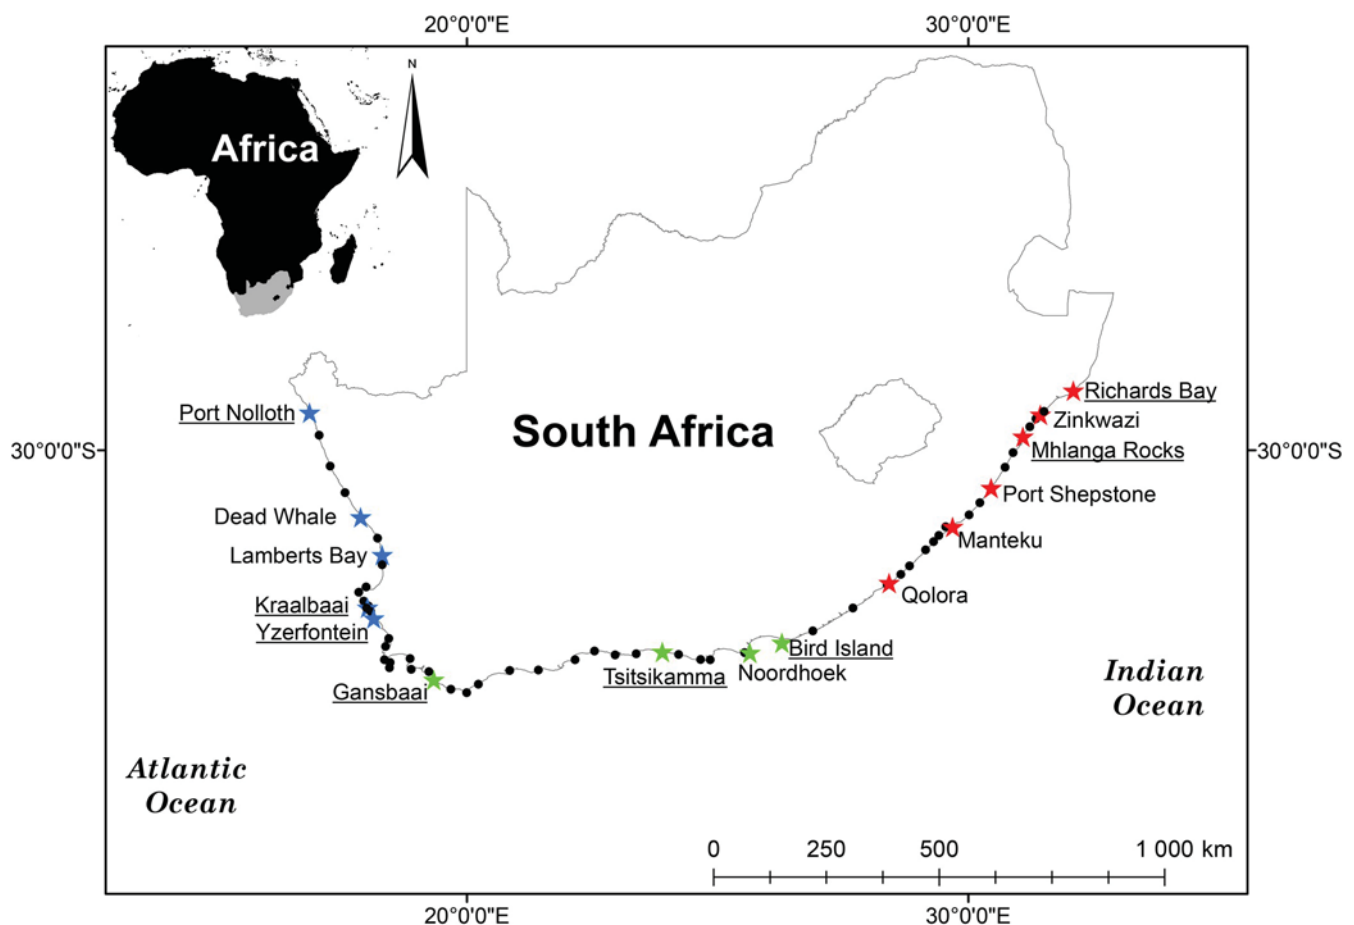 20°0'0"E
30°0'0"E
N
Africa
Port Nolloth
South Africa
Richards Bay
Zinkwazi
30°0'0"S
Mhlanga Rocks
30°0'0"S
Port Shepstone
Dead Whale
Manteku
Lamberts Bay
Qolora
Kraalbaai
Yzerfontein
Bird Island
Tsitsikamma
Noordhoek
Gansbaai
Indian
Ocean
Atlantic
Ocean
0 250 500 1 000 km
20°0'0"E
30°0'0"E